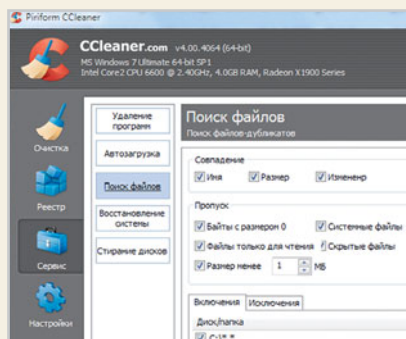 Piriform CCleaner
CCleaner.com v4.00.4064 (64-bit)
MS Windows 7 Ultimate 64-bit SP1
Intel Core2 CPU 6600 @ 2.40GHz, 4.0GB RAM, Radeon X1900 Series
Очистка
Реестр
Сервис
Настройки
Удаление
программ
Автозагрузка
Поиск файлов
Восстановление
системы
Стирание дисков
Поиск файлов
Поиск файлов-дубликатов
Совпадение
Имя Размер Измененр
Пропуск
Байты с размером 0 Системные файлы
Файлы только для чтения Скрытые файлы
Размер менее 1 МБ
Включения Исключения
Диск/папка
C:\*.*